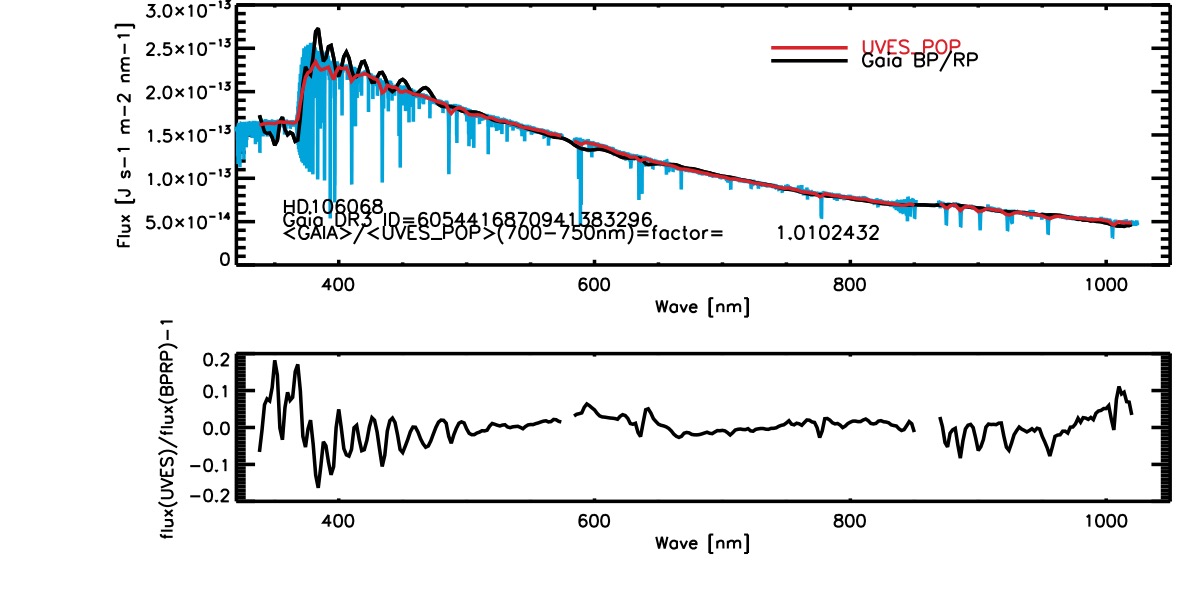 3.0×10−13
2.5×10−13
2.0×10−13
1.5×10−13
1.0×10−13
5.0×10−14
0
Flux [J s−1 m−2 nm−1]
UVES_POP
Gaia BP/RP
HD106068
Gaia DR3 ID=6054416870941383296
<GAIA>/<UVES_POP>(700−750nm)=factor= 1.0102432
400 600 800 1000
Wave [nm]
0.2
0.1
0.0
−0.1
−0.2
flux(UVES)/flux(BPRP)−1
400 600 800 1000
Wave [nm]